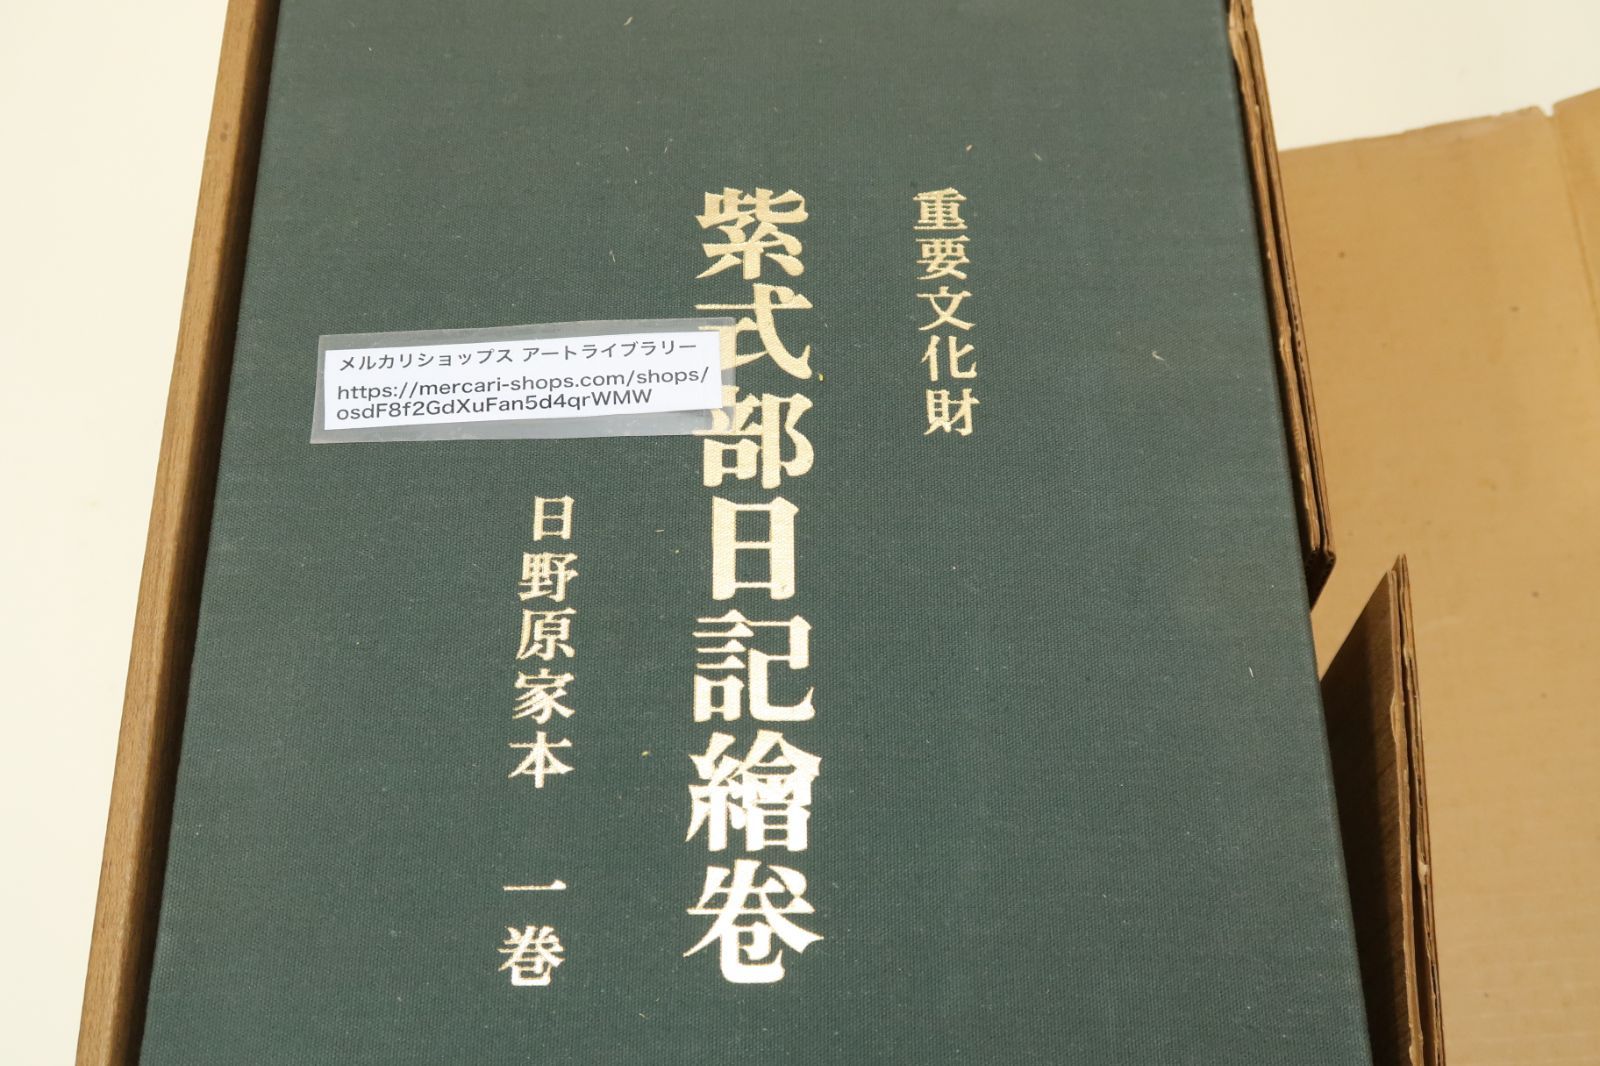 重要文化財
紫式部日記繪卷
日野原家本 一巻
メルカリショップス アートライブラリー
https://mercari-shops.com/shops/
osdF8f2GdXuFan5d4qrWMW